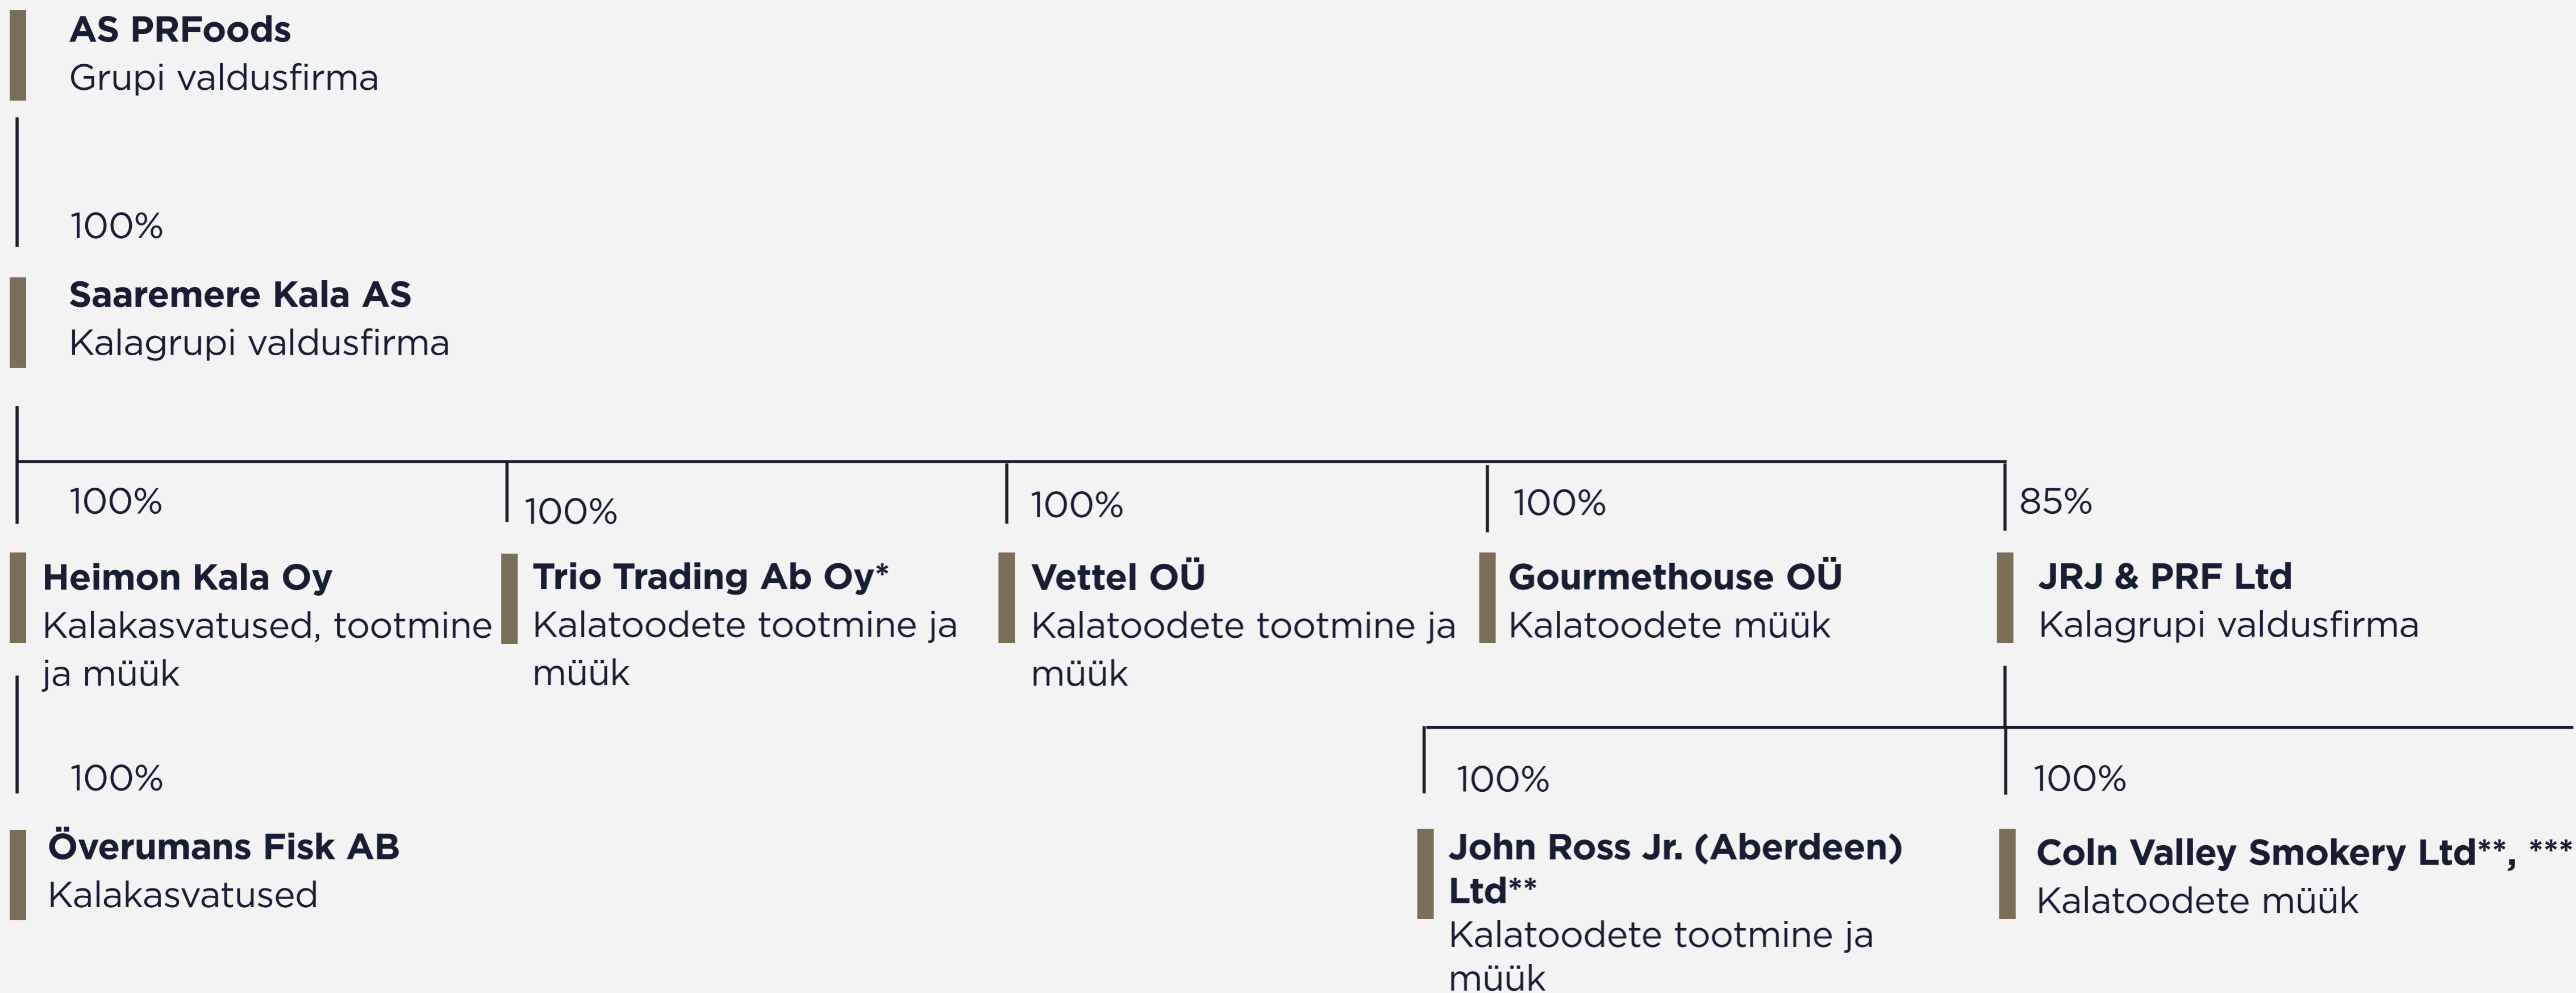 AS PRFoods
Grupi valdusfirma
100%
Saaremere Kala AS
Kalagrupi valdusfirma
100%
100%
100%
100%
85%
Heimon Kala Oy
Kalakasvatused, tootmine
ja müük
Trio Trading Ab Oy*
Kalatoodete tootmine ja
müük
Vettel OÜ
Kalatoodete tootmine ja
müük
Gourmethouse OÜ
Kalatoodete müük
JRJ & PRF Ltd
Kalagrupi valdusfirma
100%
100%
100%
Överumans Fisk AB
Kalakasvatused
John Ross Jr. (Aberdeen)
Ltd**
Kalatoodete tootmine ja
müük
Coln Valley Smokery Ltd**, ***
Kalatoodete müük